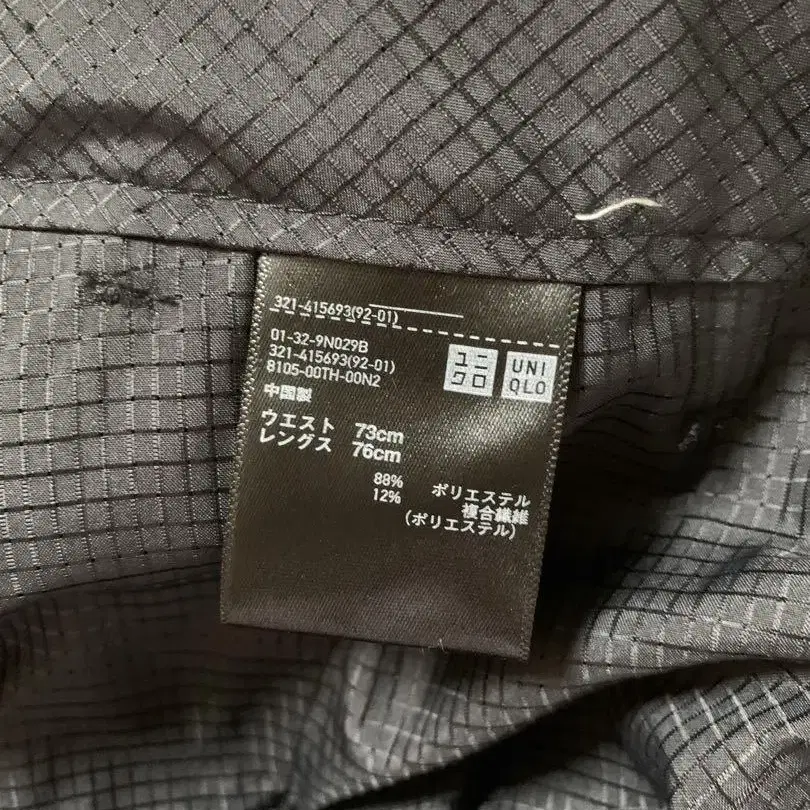 321-415693(92-01)
01-32-9N029B
321-415693(92-01)
8105-00TH-00N2
中国製
ユニ
クロ
UNI
QLO
ウエスト 73cm
レングス 76cm
88% ポリエステル
12% 複合繊維
(ポリエステル)